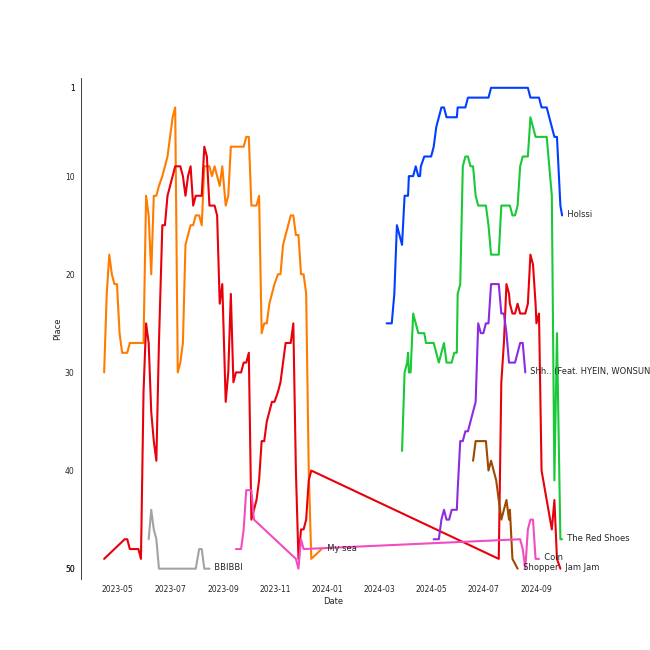 1
10
20
30
40
50
Place
Holssi
Shh.. (Feat. HYEIN, WONSUN
The Red Shoes
Coin
My sea
BBIBBI
Shopper
Jam Jam
2023-05 2023-07 2023-09 2023-11 2024-01 2024-03 2024-05 2024-07 2024-09
Date